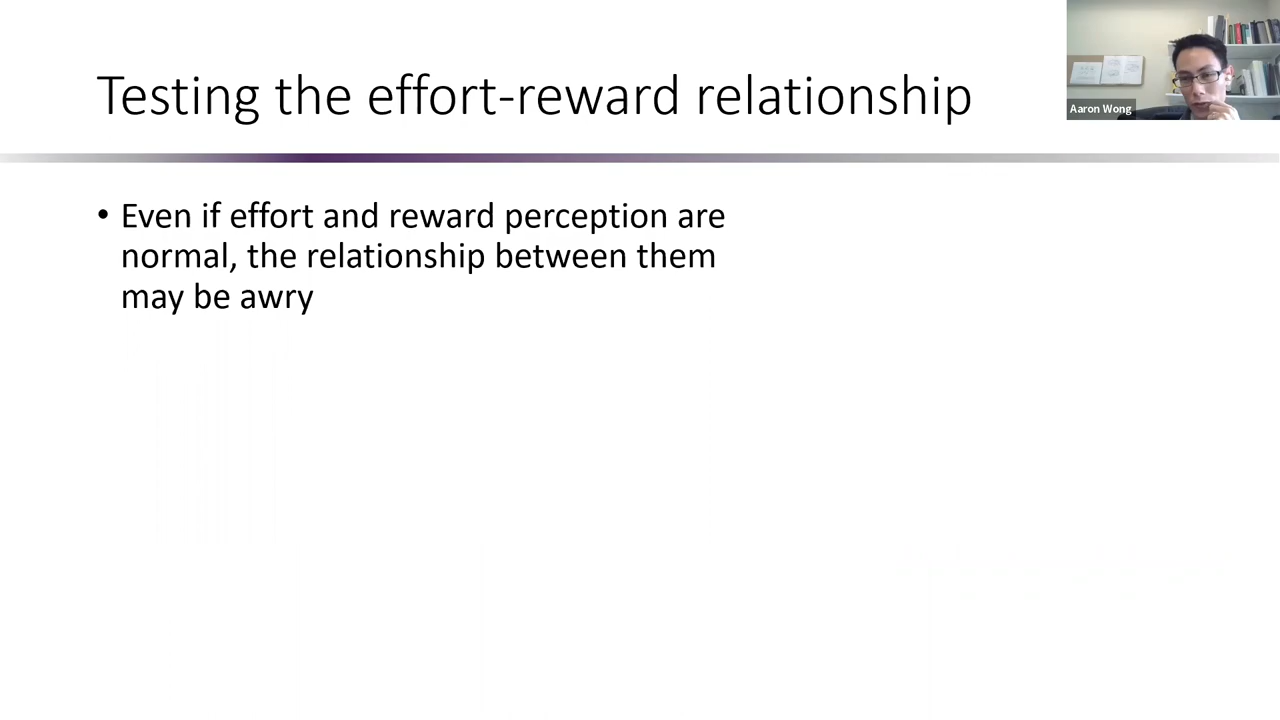 Testing the effort-reward relationship
Aaron Wong
• Even if effort and reward perception are
normal, the relationship between them
may be awry